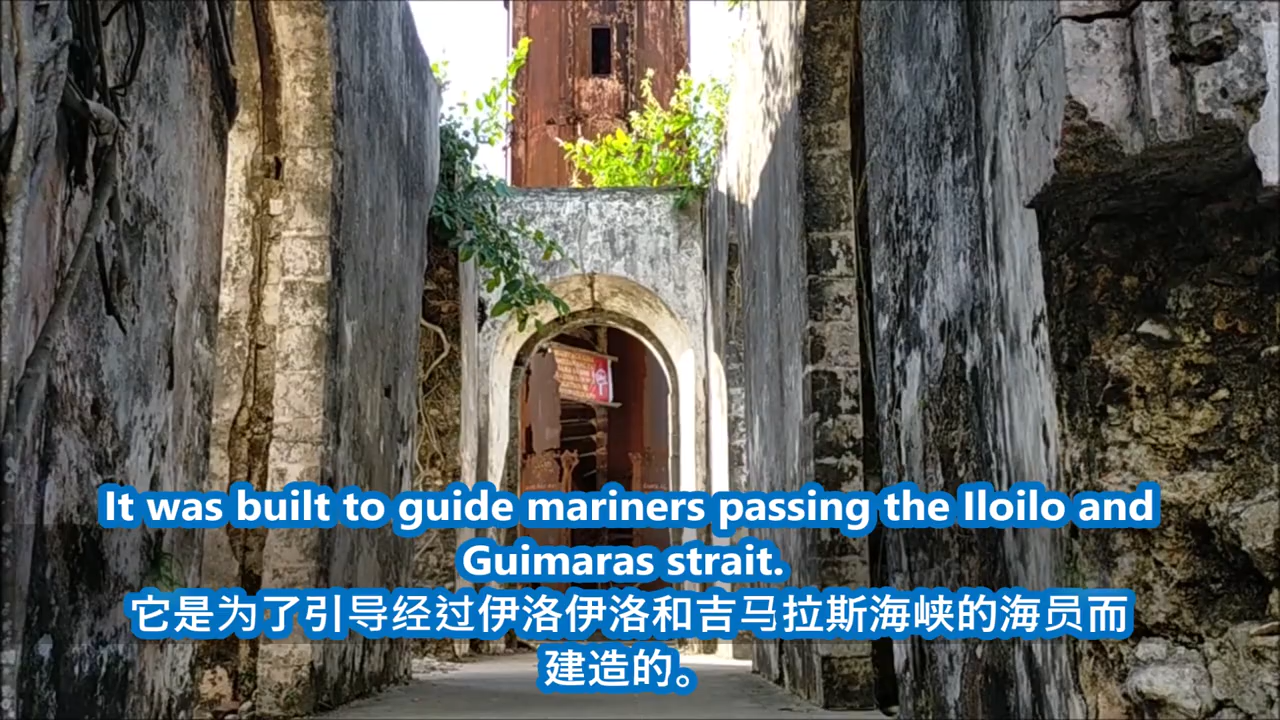 It was built to guide mariners passing the Iloilo and
Guimaras strait.
它是为了引导经过伊洛伊洛和吉马拉斯海峡的海员而
建造的。